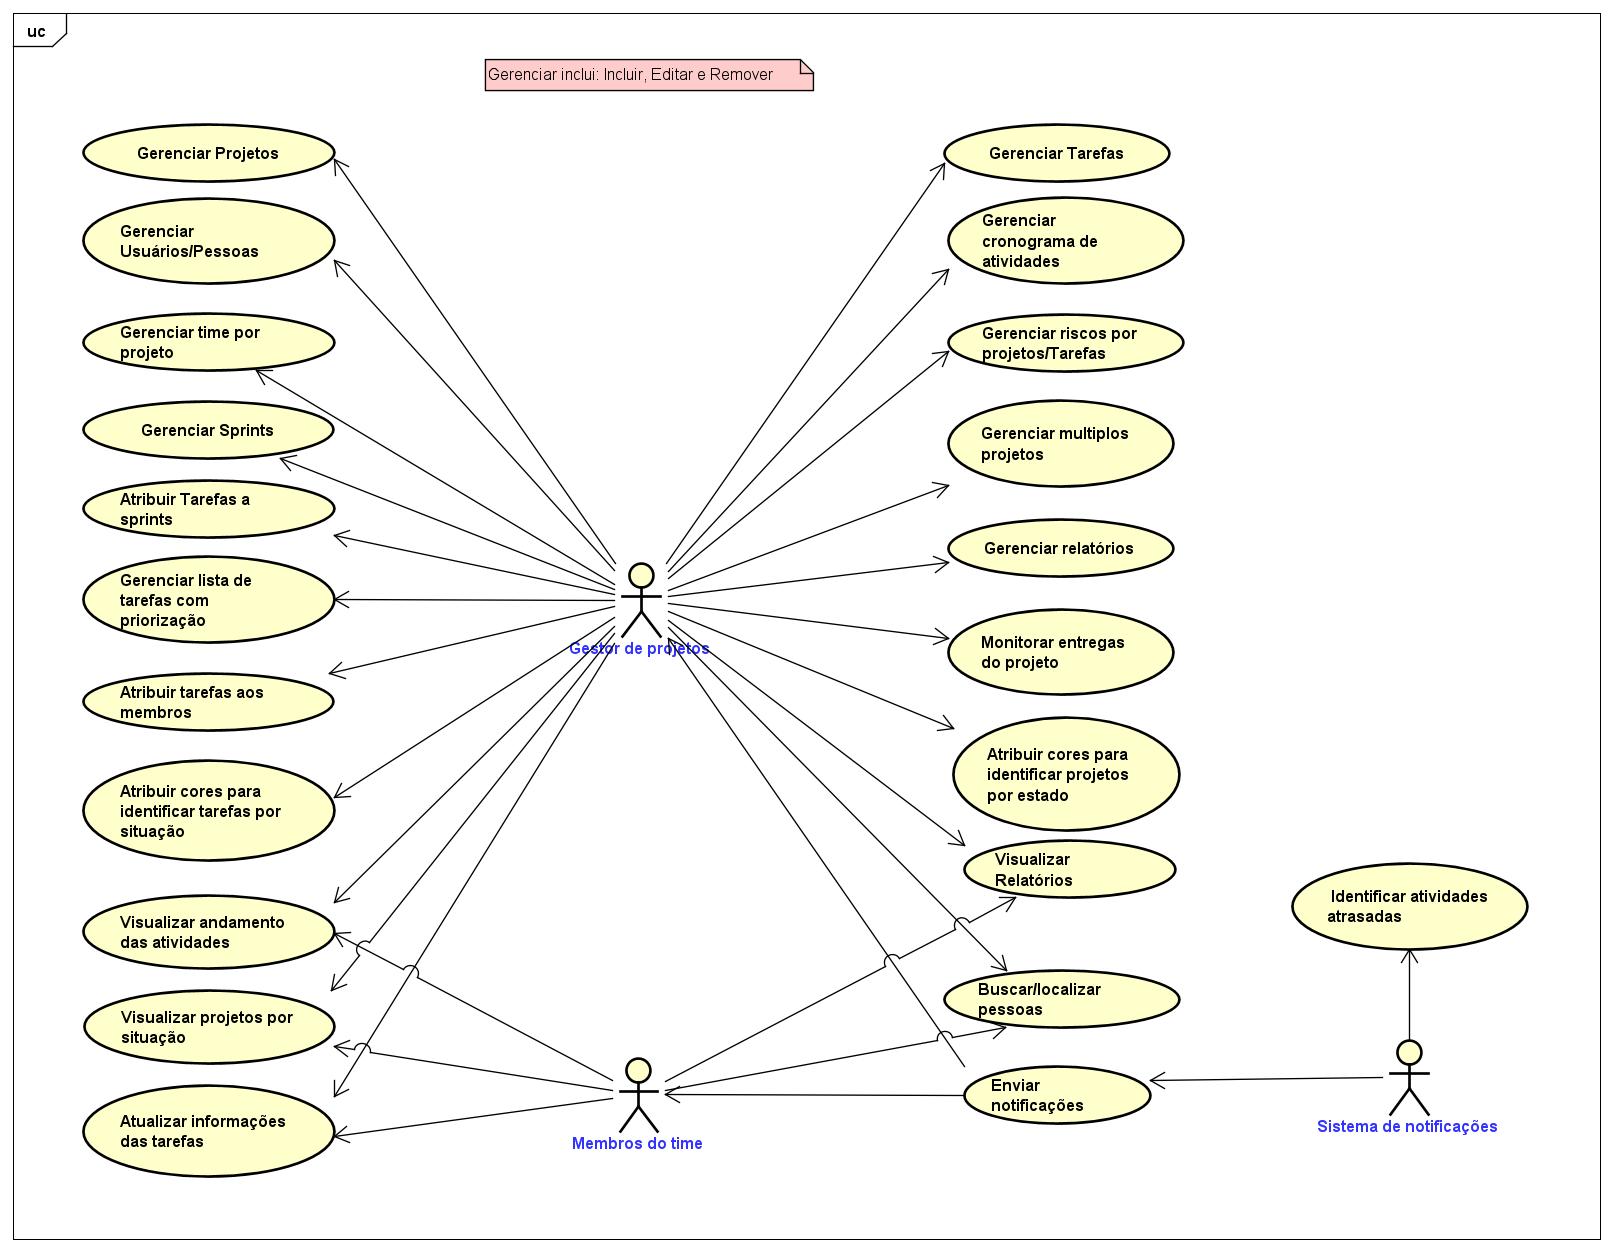 uc
Gerenciar inclui: Incluir, Editar e Remover
Gerenciar Projetos
Gerenciar
Usuários/Pessoas
Gerenciar time por
projeto
Gerenciar Sprints
Atribuir Tarefas a
sprints
Gerenciar lista de
tarefas com
priorização
Atribuir tarefas aos
membros
Atribuir cores para
identificar tarefas por
situação
Visualizar andamento
das atividades
Visualizar projetos por
situação
Atualizar informações
das tarefas
Gestor de projetos
Membros do time
Gerenciar Tarefas
Gerenciar
cronograma de
atividades
Gerenciar riscos por
projetos/Tarefas
Gerenciar multiplos
projetos
Gerenciar relatórios
Monitorar entregas
do projeto
Atribuir cores para
identificar projetos
por estado
Visualizar
Relatórios
Buscar/localizar
pessoas
Enviar
notificações
Identificar atividades
atrasadas
Sistema de notificações